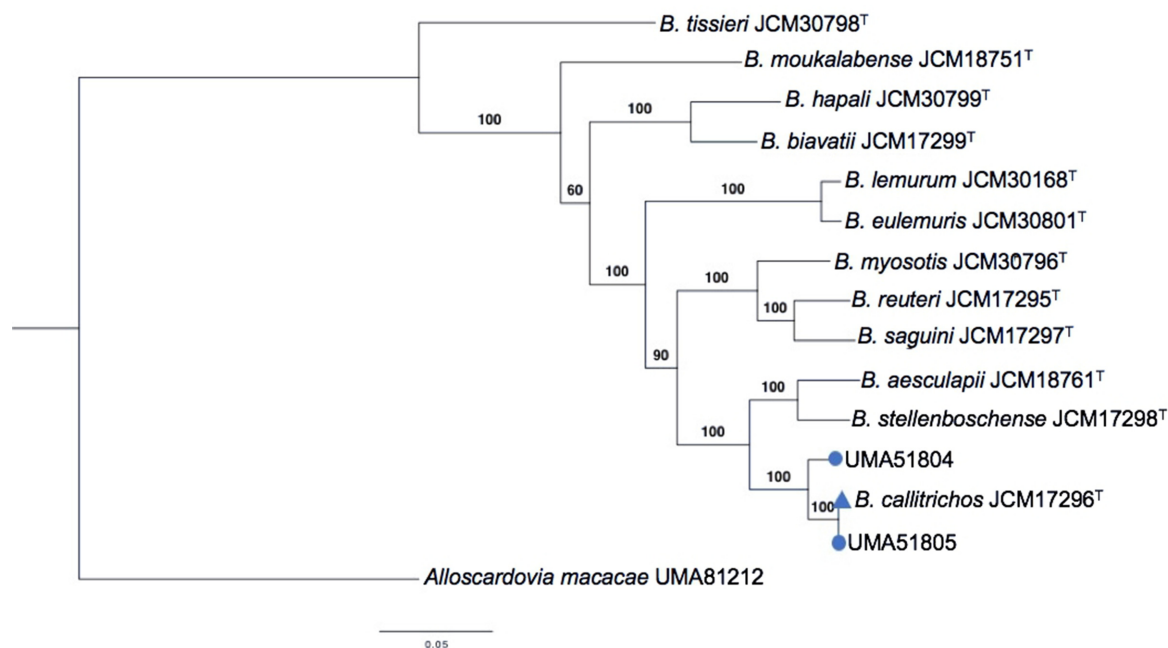 B. tissieri JCM30798ᵀ
B. moukalabense JCM18751ᵀ
B. hapali JCM30799ᵀ
100
100
B. biavatii JCM17299ᵀ
B. lemurum JCM30168ᵀ
60
100
B. eulemuris JCM30801ᵀ
B. myosotis JCM30796ᵀ
100
100
B. reuteri JCM17295ᵀ
100
B. saguini JCM17297ᵀ
90
B. aesculapii JCM18761ᵀ
100
B. stellenboschense JCM17298ᵀ
100
UMA51804
100
B. callitrichos JCM17296ᵀ
100
UMA51805
Alloscardovia macacae UMA81212
0.05